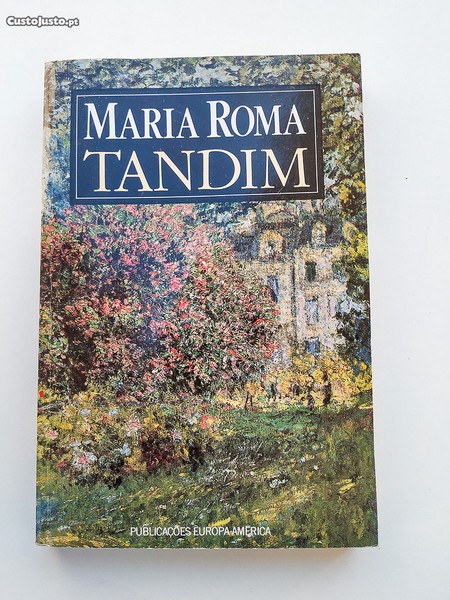 CustoJusto.pt
MARIA ROMA
TANDIM
PUBLICAÇÕES EUROPA-AMÉRICA